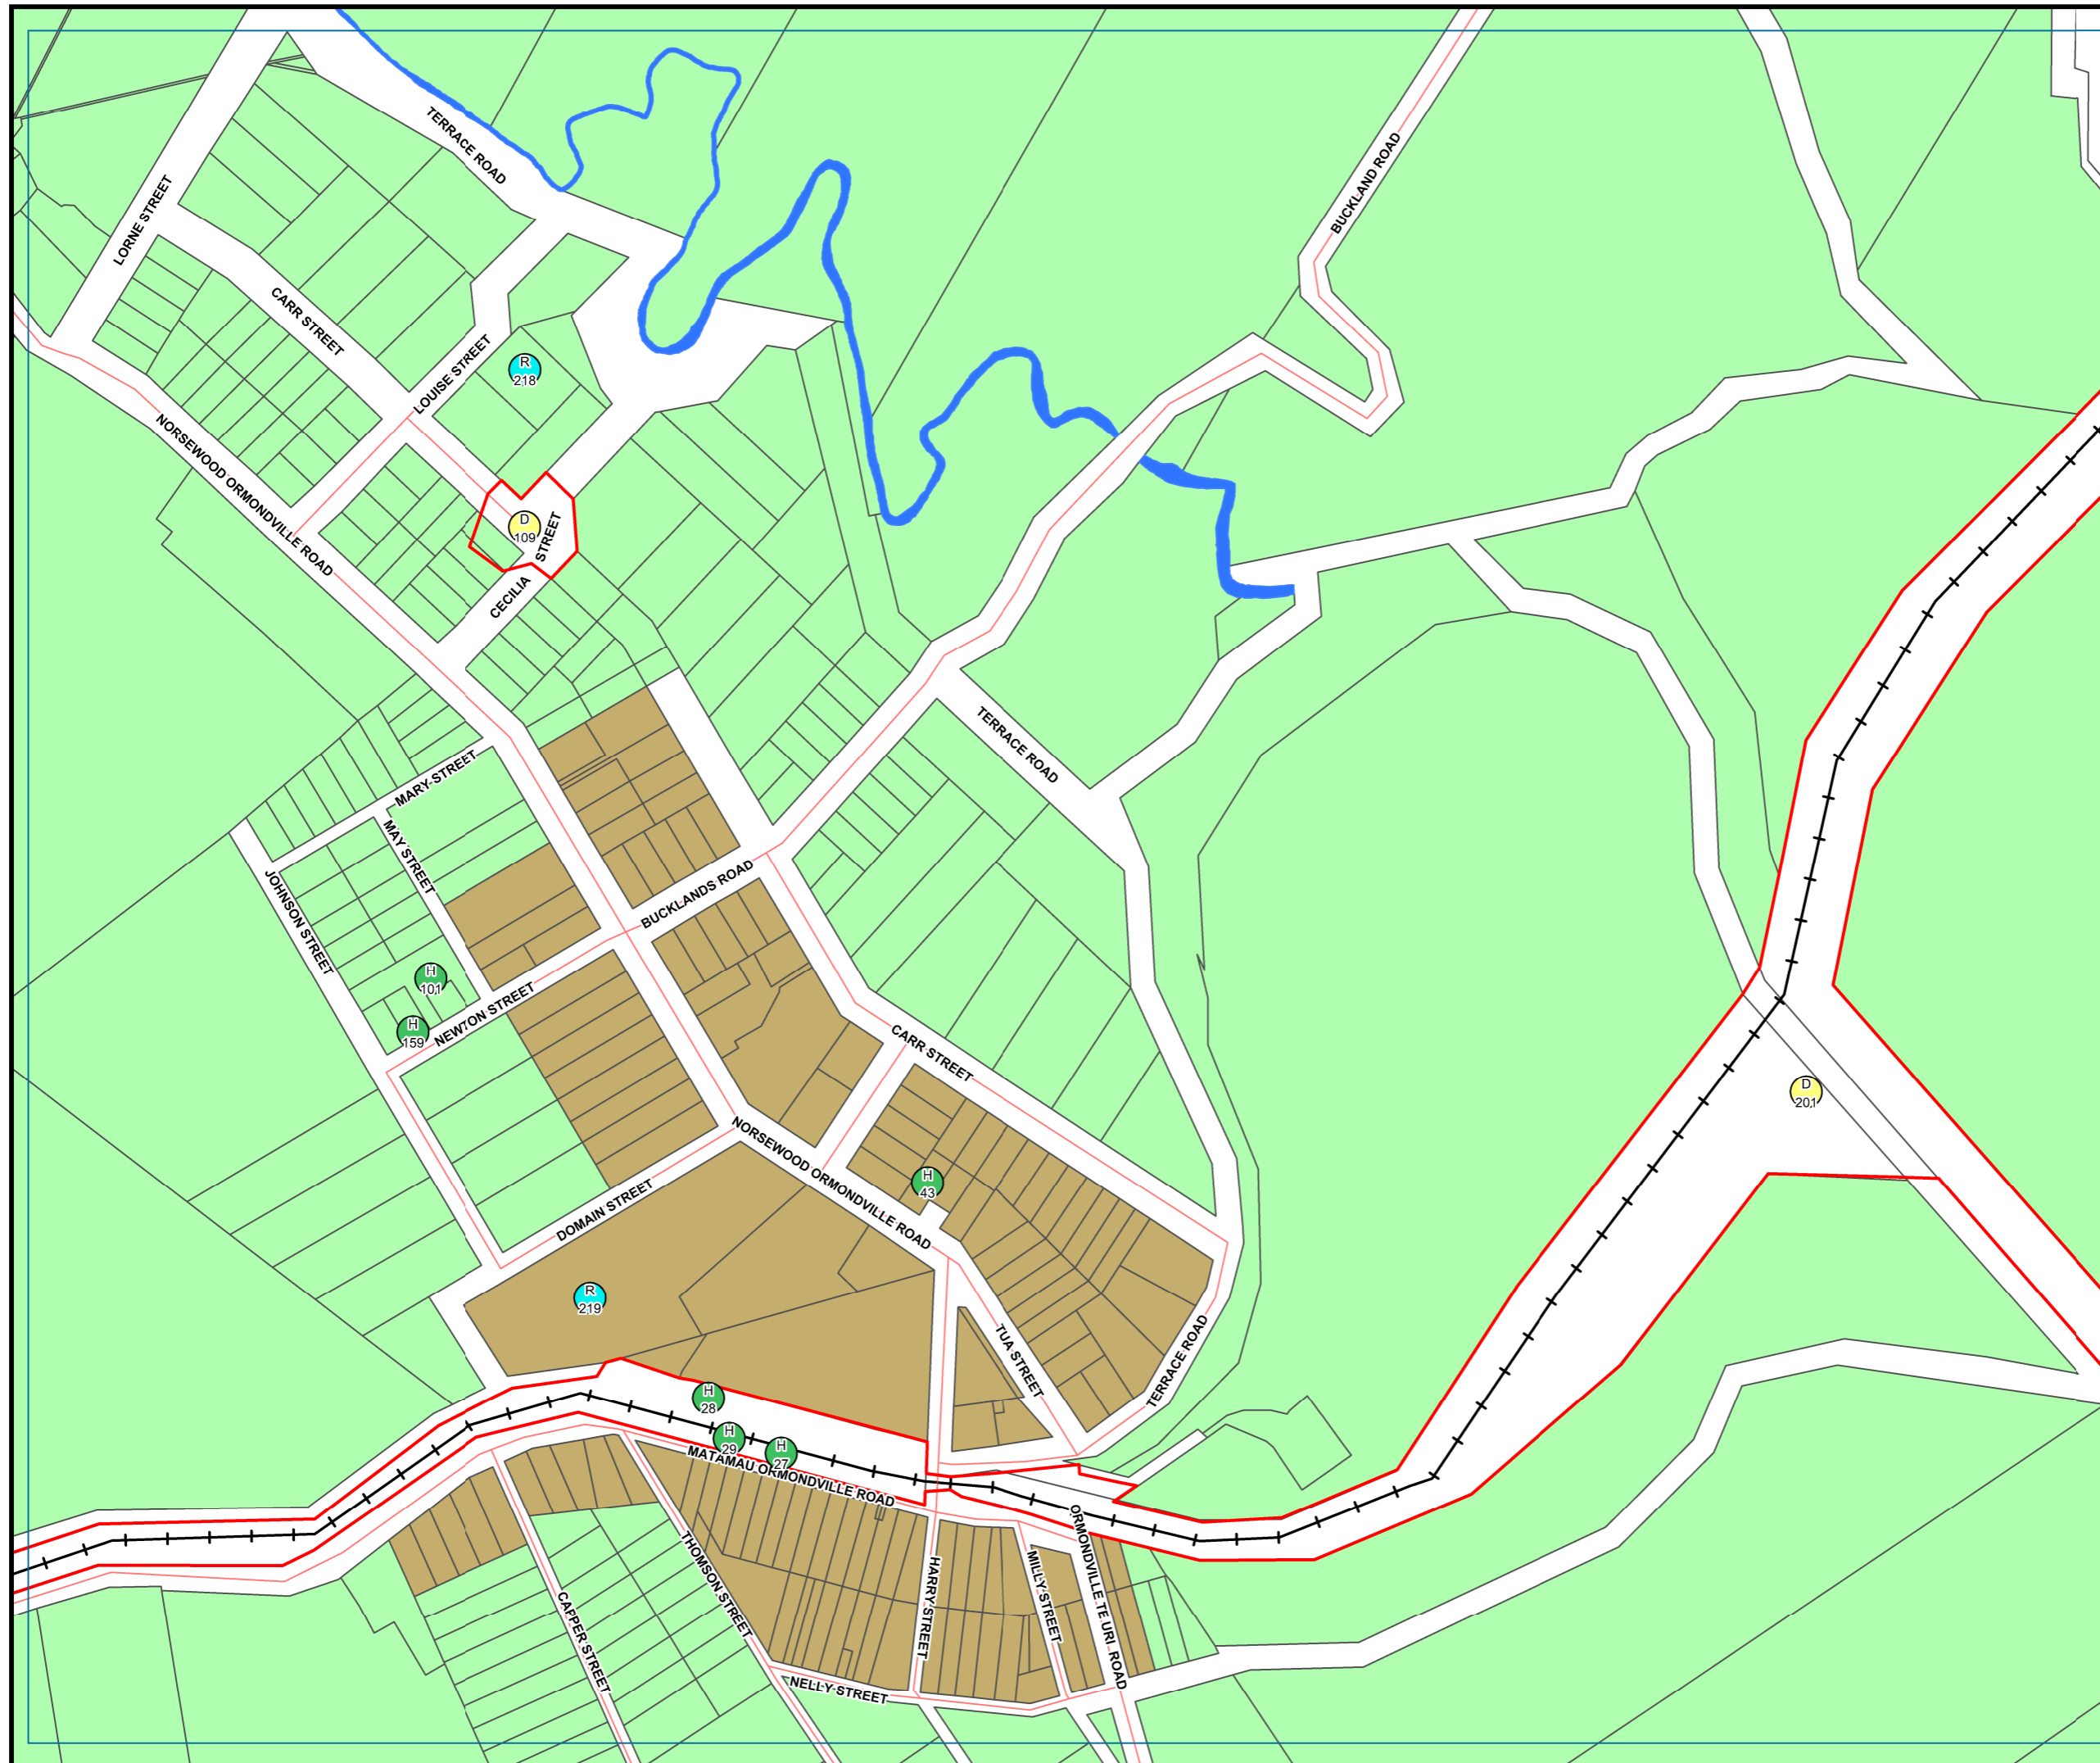 TERRACE ROAD
BUCKLAND ROAD
LORNE STREET
CARR STREET
LOUISE STREET
R
218
NORSEWOOD ORMONDVILLE ROAD
D
109
CECILIA STREET
TERRACE ROAD
MARY STREET
MAY STREET
JOHNSON STREET
BUCKLANDS ROAD
H
101
H
159
NEWTON STREET
CARR STREET
D
201
NORSEWOOD ORMONDVILLE ROAD
H
43
DOMAIN STREET
R
219
TUA STREET
TERRACE ROAD
H
28
H
29
H
27
MATAMAU ORMONDVILLE ROAD
ORMONDVILLE TE URI ROAD
THOMSON STREET
HARRY STREET
MILLY STREET
CAPPER STREET
NELLY STREET